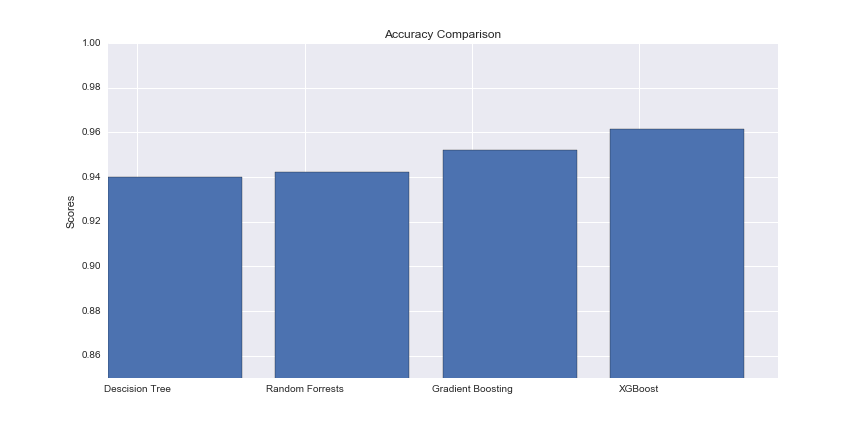 Accuracy Comparison
1.00
0.98
0.96
0.94
0.92
0.90
0.88
0.86
Scores
Descision Tree
Random Forrests
Gradient Boosting
XGBoost